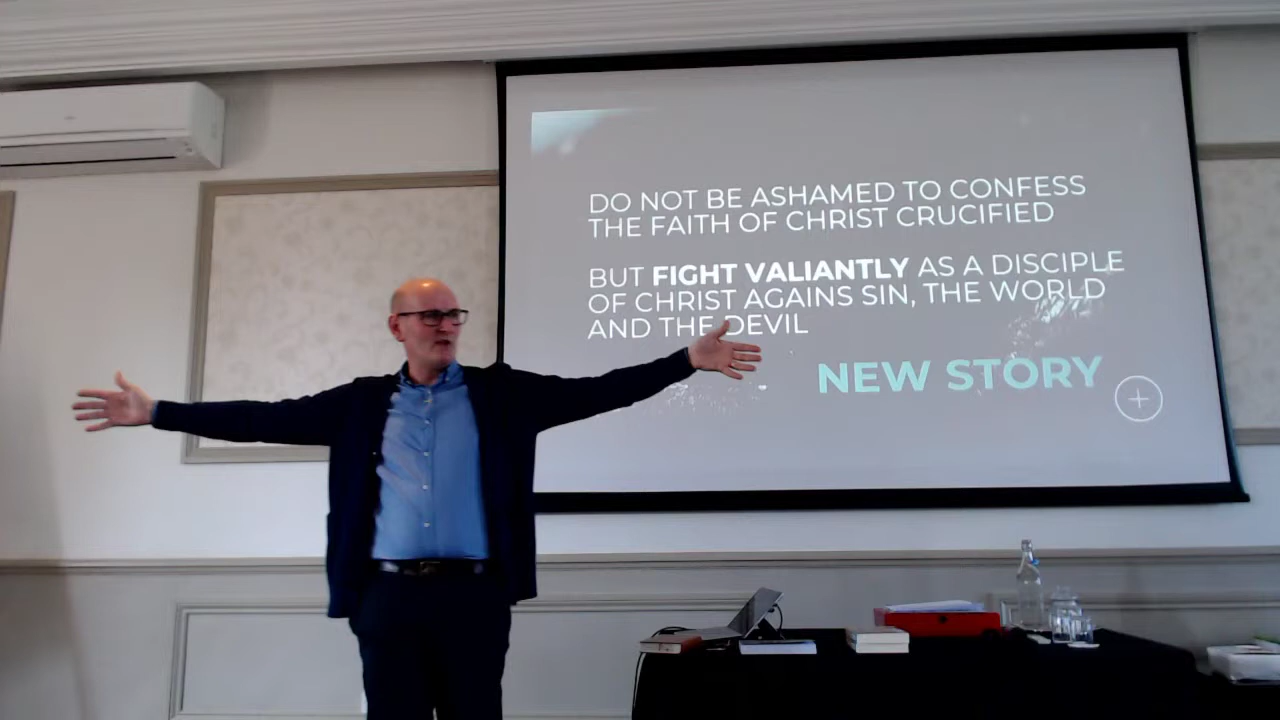 DO NOT BE ASHAMED TO CONFESS
THE FAITH OF CHRIST CRUCIFIED
BUT FIGHT VALIANTLY AS A DISCIPLE
OF CHRIST AGAINS SIN, THE WORLD
AND THE DEVIL
NEW STORY